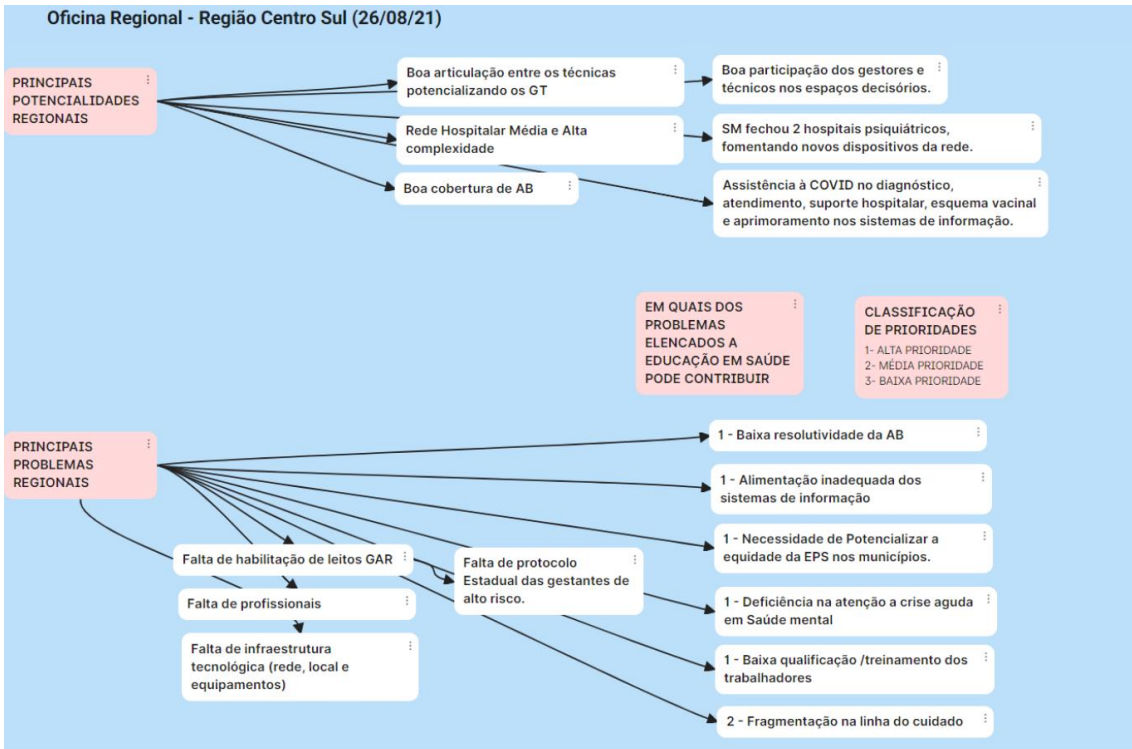 Oficina Regional - Região Centro Sul (26/08/21)
PRINCIPAIS
POTENCIALIDADES
REGIONAIS
Boa articulação entre os técnicas
potencializando os GT
Boa participação dos gestores e
técnicos nos espaços decisórios.
Rede Hospitalar Média e Alta
complexidade
SM fechou 2 hospitais psiquiátricos,
fomentando novos dispositivos da rede.
Boa cobertura de AB
Assistência à COVID no diagnóstico,
atendimento, suporte hospitalar, esquema vacinal
e aprimoramento nos sistemas de informação.
EM QUAIS DOS
PROBLEMAS
ELENCADOS A
EDUCAÇÃO EM SAÚDE
PODE CONTRIBUIR
CLASSIFICAÇÃO
DE PRIORIDADES
1- ALTA PRIORIDADE
2- MÉDIA PRIORIDADE
3- BAIXA PRIORIDADE
PRINCIPAIS
PROBLEMAS
REGIONAIS
1 - Baixa resolutividade da AB
1 - Alimentação inadequada dos
sistemas de informação
1 - Necessidade de Potencializar a
equidade da EPS nos municípios.
Falta de habilitação de leitos GAR
Falta de protocolo
Estadual das gestantes de
alto risco.
Falta de profissionais
1 - Deficiência na atenção a crise aguda
em Saúde mental
Falta de infraestrutura
tecnológica (rede, local e
equipamentos)
1 - Baixa qualificação /treinamento dos
trabalhadores
2 - Fragmentação na linha do cuidado